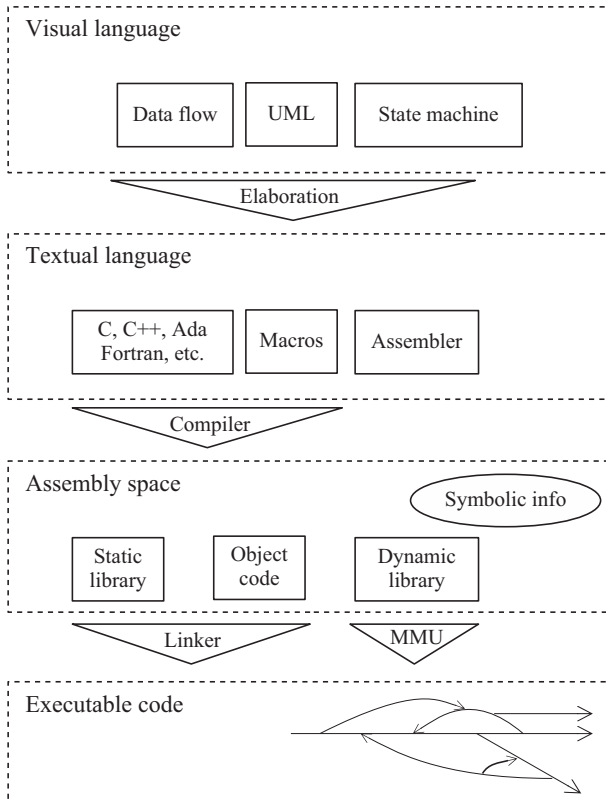 Visual language
Data flow
UML
State machine
Elaboration
Textual language
C, C++, Ada
Fortran, etc.
Macros
Assembler
Compiler
Assembly space
Symbolic info
Static
library
Object
code
Dynamic
library
Linker
MMU
Executable code